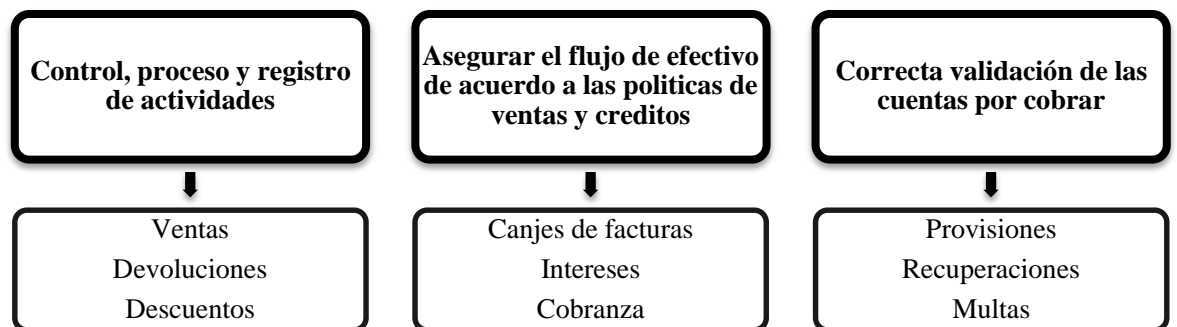 Control, proceso y registro
de actividades
Asegurar el flujo de efectivo
de acuerdo a las politicas de
ventas y creditos
Correcta validación de las
cuentas por cobrar
Ventas
Devoluciones
Descuentos
Canjes de facturas
Intereses
Cobranza
Provisiones
Recuperaciones
Multas